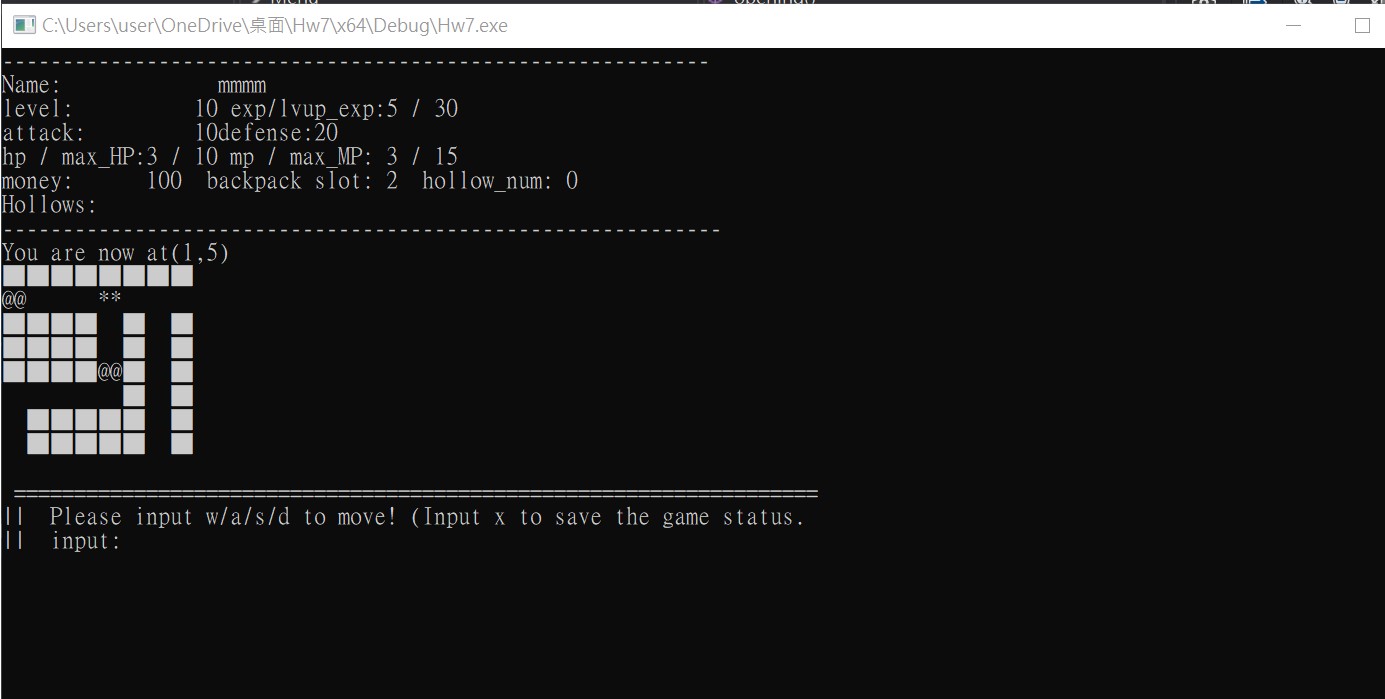 Menu
opening()
C:\Users\user\OneDrive\桌面\Hw7\x64\Debug\Hw7.exe
-----------------------------------------------------------
Name:             mmmm
level:          10 exp/lvup_exp:5 / 30
attack:         10defense:20
hp / max_HP:3 / 10 mp / max_MP: 3 / 15
money:      100  backpack slot: 2  hollow_num: 0
Hollows:
------------------------------------------------------------
You are now at(1,5)
■■■■■■■■
@@      **
■■■■  ■  ■
■■■■  ■  ■
■■■■@@■  ■
          ■  ■
  ■■■■■  ■
  ■■■■■  ■
===================================================================
||  Please input w/a/s/d to move! (Input x to save the game status.
||  input: